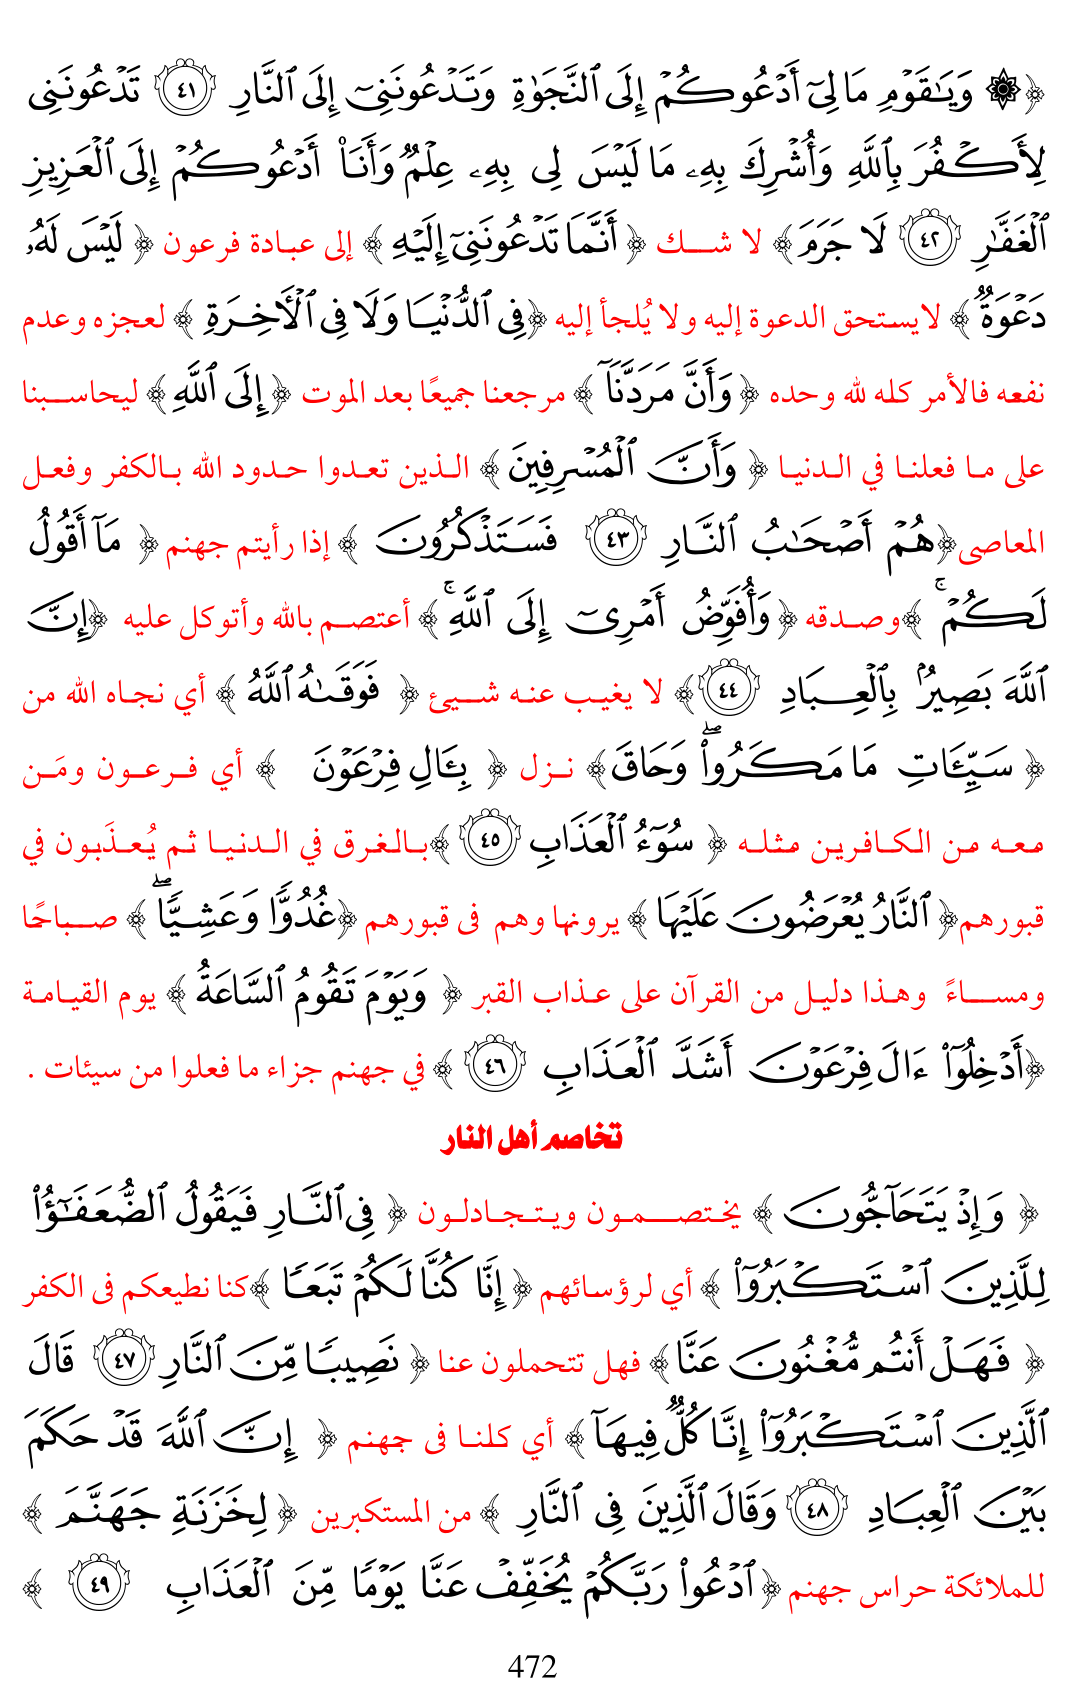 ﴿ ۞ وَيَٰقَوۡمِ مَا لِيٓ أَدۡعُوكُمۡ إِلَى ٱلنَّجَوٰةِ وَتَدۡعُونَنِيٓ إِلَى ٱلنَّارِ ٤١ تَدۡعُونَنِي
لِأَكۡفُرَ بِٱللَّهِ وَأُشۡرِكَ بِهِۦ مَا لَيۡسَ لِي بِهِۦ عِلۡمٞ وَأَنَا۠ أَدۡعُوكُمۡ إِلَى ٱلۡعَزِيزِ
ٱلۡغَفَّٰرِ ٤٢ لَا جَرَمَ ﴾ لا شك ﴿ أَنَّمَا تَدۡعُونَنِيٓ إِلَيۡهِ ﴾ إلى عبادة فرعون ﴿ لَيۡسَ لَهُۥ
دَعۡوَةٞ ﴾ لايستحق الدعوة إليه ولا يُلجأ إليه ﴿ فِي ٱلدُّنۡيَا وَلَا فِي ٱلۡأٓخِرَةِ ﴾ لعجزه وعدم
نفعه فالأمر كله لله وحده ﴿ وَأَنَّ مَرَدَّنَآ ﴾ مرجعنا جميعًا بعد الموت ﴿ إِلَى ٱللَّهِ ﴾ ليحاسبنا
على ما فعلنا في الدنيا ﴿ وَأَنَّ ٱلۡمُسۡرِفِينَ ﴾ الذين تعدوا حدود الله بالكفر وفعل
المعاصى ﴿ هُمۡ أَصۡحَٰبُ ٱلنَّارِ ٤٣ فَسَتَذۡكُرُونَ ﴾ إذا رأيتم جهنم ﴿ مَآ أَقُولُ
لَكُمۡۚ ﴾ وصدقه ﴿ وَأُفَوِّضُ أَمۡرِيٓ إِلَى ٱللَّهِۚ ﴾ أعتصم بالله وأتوكل عليه ﴿ إِنَّ
ٱللَّهَ بَصِيرُۢ بِٱلۡعِبَادِ ٤٤ ﴾ لا يغيب عنه شيئ ﴿ فَوَقَىٰهُ ٱللَّهُ ﴾ أي نجاه الله من
﴿ سَيِّـَٔاتِ مَا مَكَرُواْۖ وَحَاقَ ﴾ نزل ﴿ بِـَٔالِ فِرۡعَوۡنَ ﴾ أي فرعون ومَن
معه من الكافرين مثله ﴿ سُوٓءُ ٱلۡعَذَابِ ٤٥ ﴾ بالغرق في الدنيا ثم يُعذَبون في
قبورهم ﴿ ٱلنَّارُ يُعۡرَضُونَ عَلَيۡهَا ﴾ يرونها وهم فى قبورهم ﴿ غُدُوّٗا وَعَشِيّٗاۖ ﴾ صباحًا
ومساءً وهذا دليل من القرآن على عذاب القبر ﴿ وَيَوۡمَ تَقُومُ ٱلسَّاعَةُ ﴾ يوم القيامة
﴿ أَدۡخِلُوٓاْ ءَالَ فِرۡعَوۡنَ أَشَدَّ ٱلۡعَذَابِ ٤٦ ﴾ في جهنم جزاء ما فعلوا من سيئات .
تخاصم أهل النار
﴿ وَإِذۡ يَتَحَآجُّونَ ﴾ يختصمون ويتجادلون ﴿ فِي ٱلنَّارِ فَيَقُولُ ٱلضُّعَفَٰٓؤُاْ
لِلَّذِينَ ٱسۡتَكۡبَرُوٓاْ ﴾ أي لرؤسائهم ﴿ إِنَّا كُنَّا لَكُمۡ تَبَعٗا ﴾ كنا نطيعكم فى الكفر
﴿ فَهَلۡ أَنتُم مُّغۡنُونَ عَنَّا ﴾ فهل تتحملون عنا ﴿ نَصِيبٗا مِّنَ ٱلنَّارِ ٤٧ قَالَ
ٱلَّذِينَ ٱسۡتَكۡبَرُوٓاْ إِنَّا كُلّٞ فِيهَآ ﴾ أي كلنا فى جهنم ﴿ إِنَّ ٱللَّهَ قَدۡ حَكَمَ
بَيۡنَ ٱلۡعِبَادِ ٤٨ وَقَالَ ٱلَّذِينَ فِي ٱلنَّارِ ﴾ من المستكبرين ﴿ لِخَزَنَةِ جَهَنَّمَ ﴾
للملائكة حراس جهنم ﴿ ٱدۡعُواْ رَبَّكُمۡ يُخَفِّفۡ عَنَّا يَوۡمٗا مِّنَ ٱلۡعَذَابِ ٤٩ ﴾
472